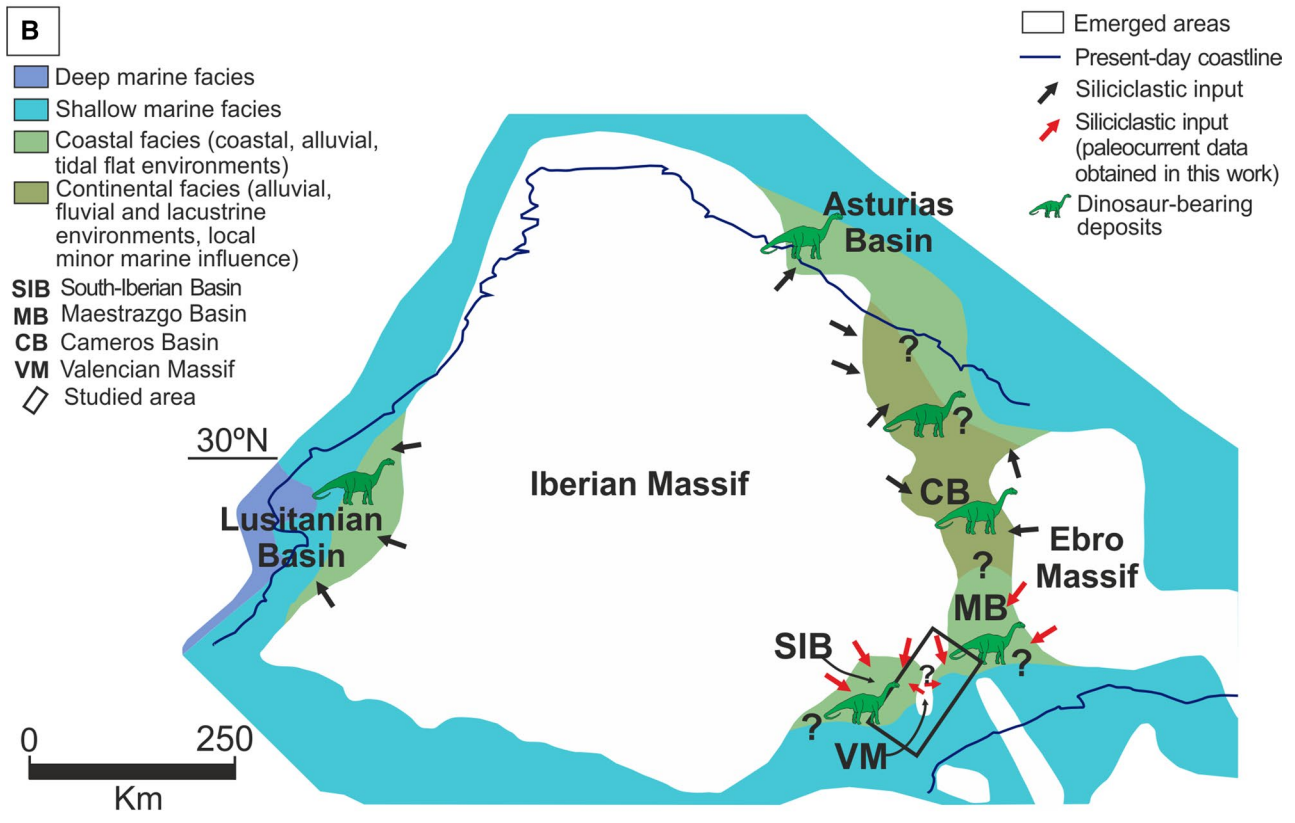 B
Deep marine facies
Shallow marine facies
Coastal facies (coastal, alluvial,
tidal flat environments)
Continental facies (alluvial,
fluvial and lacustrine
environments, local
minor marine influence)
SIB South-Iberian Basin
MB Maestrazgo Basin
CB Cameros Basin
VM Valencian Massif
Studied area
Emerged areas
Present-day coastline
Siliciclastic input
Siliciclastic input
(paleocurrent data
obtained in this work)
Dinosaur-bearing
deposits
Asturias
Basin
?
?
30ºN
Iberian Massif
CB
Lusitanian
Basin
Ebro
Massif
?
MB
SIB
?
?
?
VM
0 250
Km